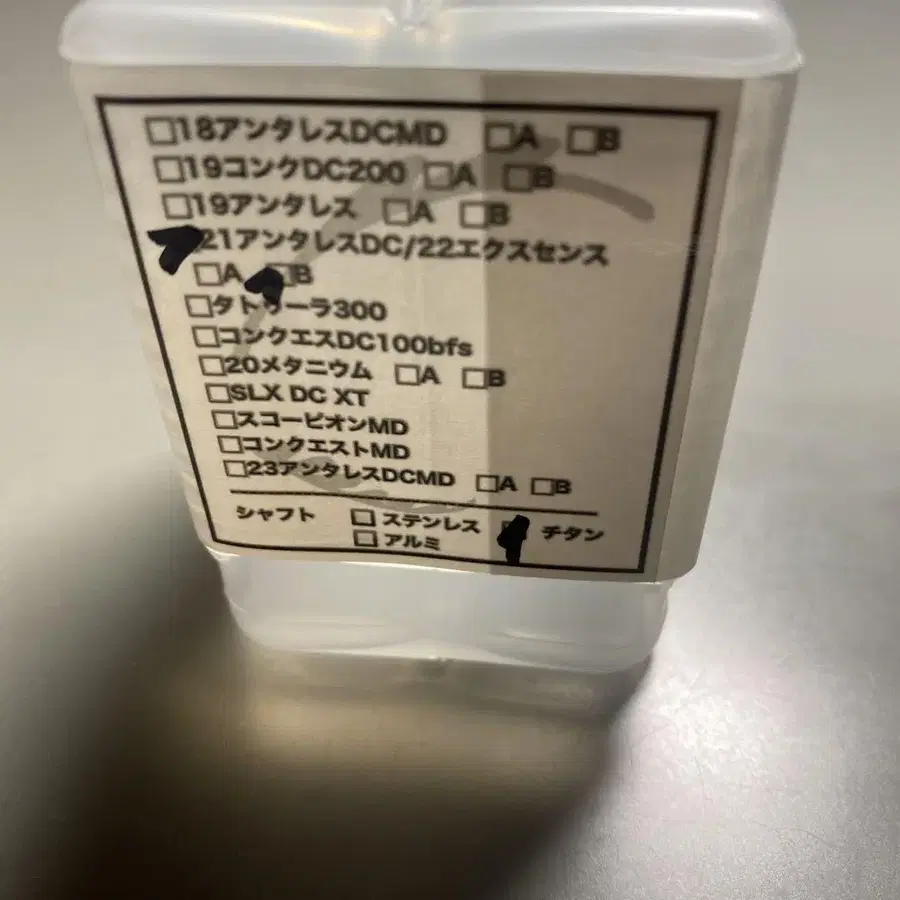 □18アンタレスDCMD □A □B
□19コンクDC200 □A □B
□19アンタレス □A □B
21アンタレスDC/22エクスセンス
□A □B
□タトゥーラ300
□コンクエスDC100bfs
□20メタニウム □A □B
□SLX DC XT
□スコーピオンMD
□コンクエストMD
□23アンタレスDCMD □A □B
シャフト □ステンレス □チタン
□アルミ